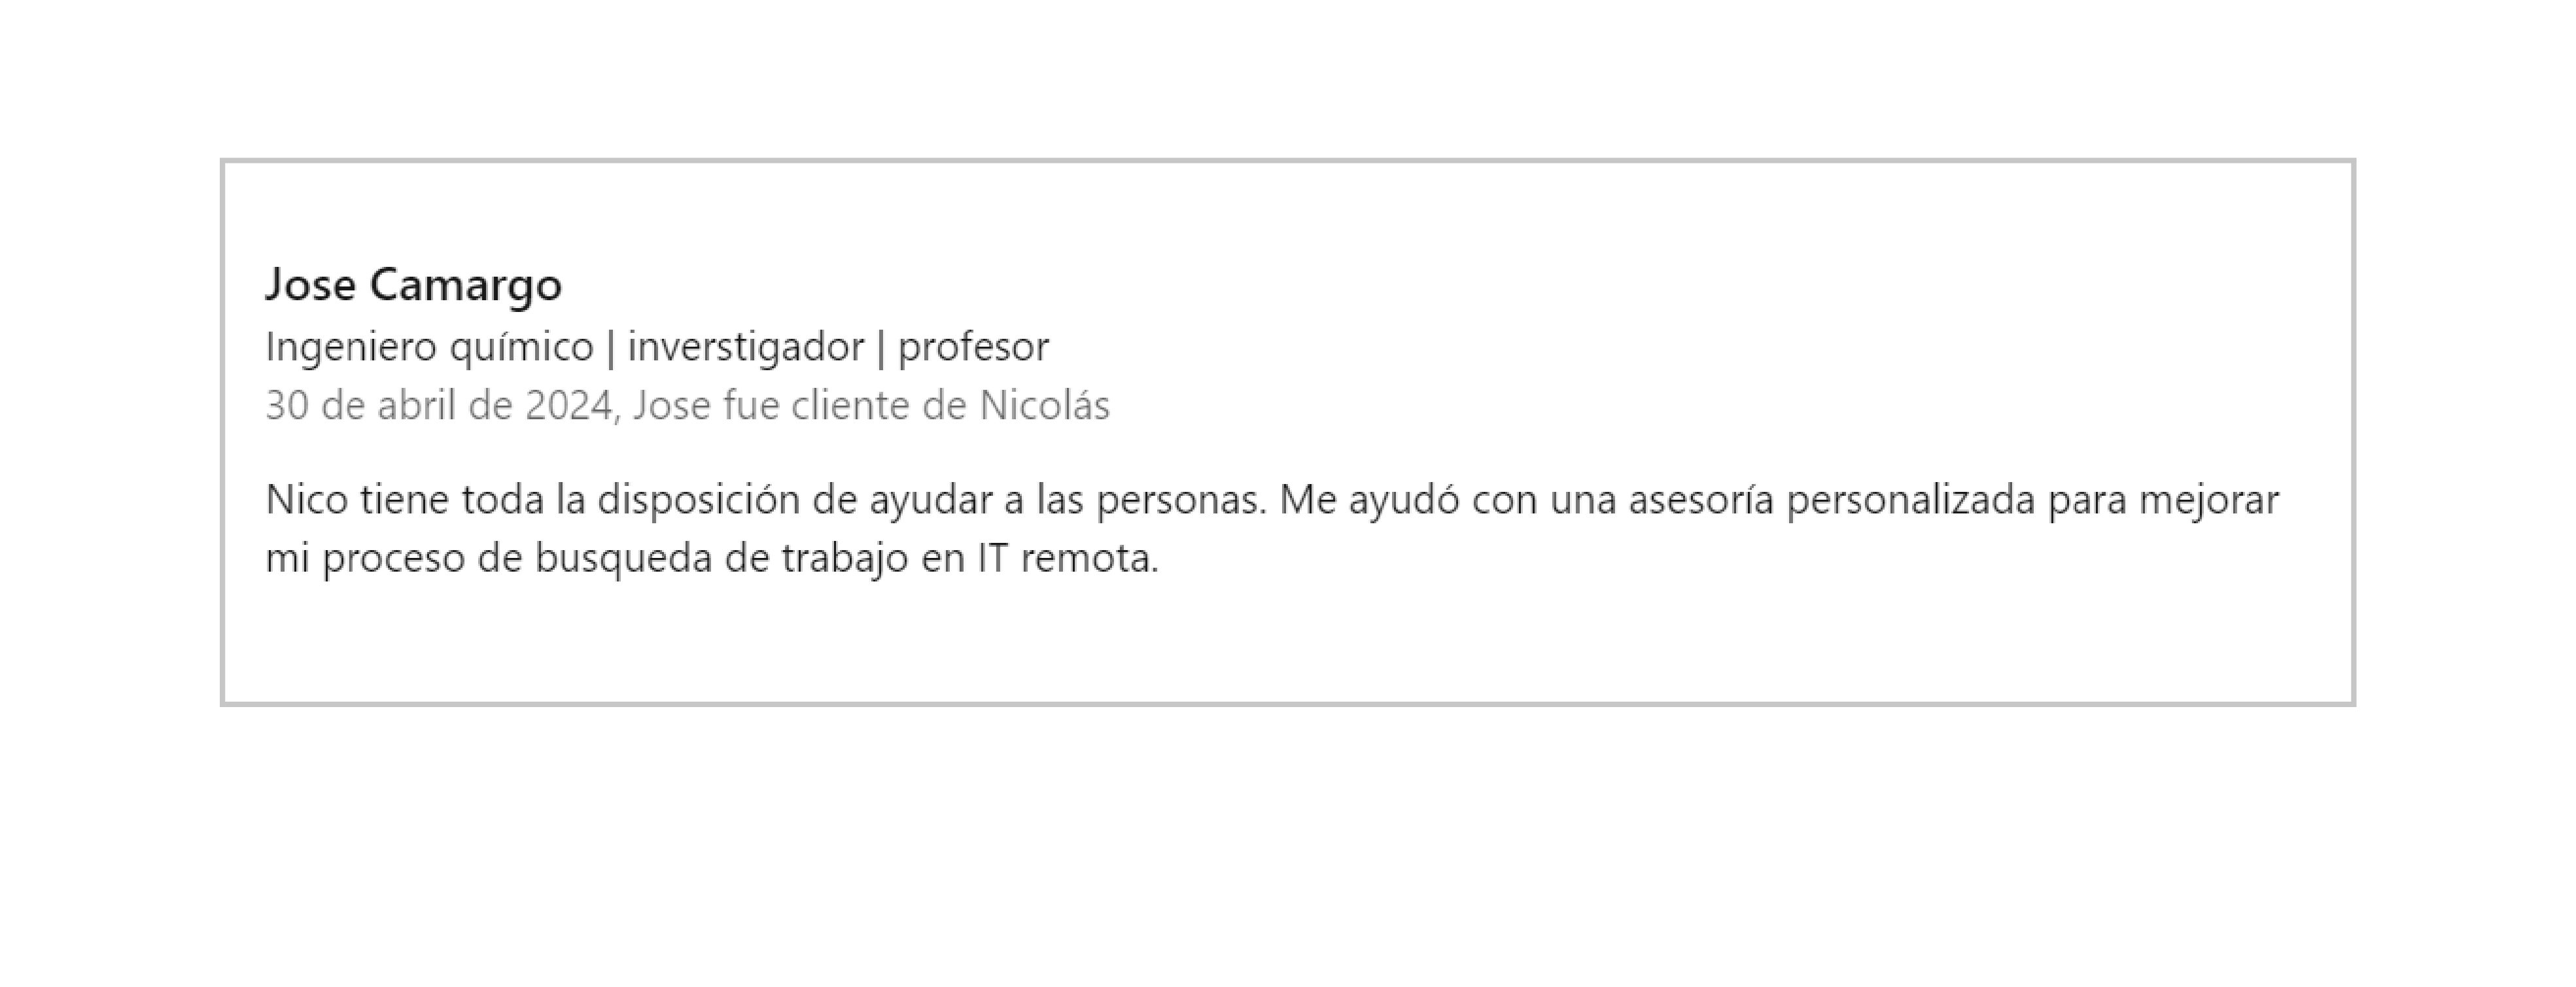 Jose Camargo
Ingeniero químico | inverstigador | profesor
30 de abril de 2024, Jose fue cliente de Nicolás
Nico tiene toda la disposición de ayudar a las personas. Me ayudó con una asesoría personalizada para mejorar
mi proceso de busqueda de trabajo en IT remota.